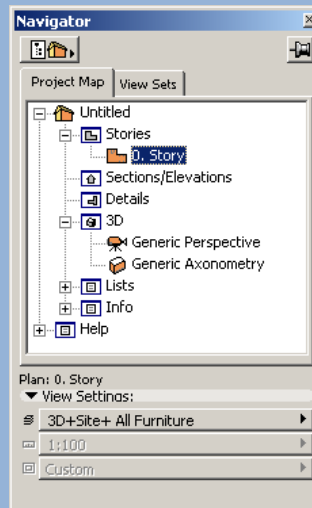 Navigator
Project Map View Sets
Untitled
Stories
0. Story
Sections/Elevations
Details
3D
Generic Perspective
Generic Axonometry
Lists
Info
Help
Plan: 0. Story
View Settings:
3D+Site+ All Furniture
1:100
Custom